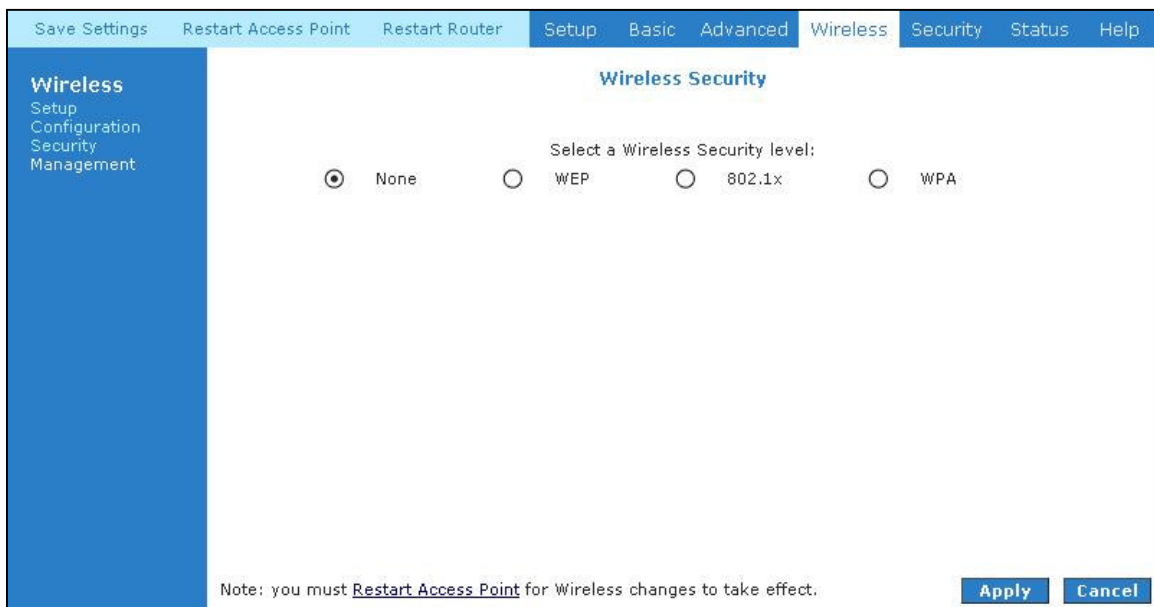 Save Settings Restart Access Point Restart Router Setup Basic Advanced Wireless Security Status Help
Wireless
Setup
Configuration
Security
Management
Wireless Security
Select a Wireless Security level:
None WEP 802.1x WPA
Note: you must Restart Access Point for Wireless changes to take effect. Apply Cancel